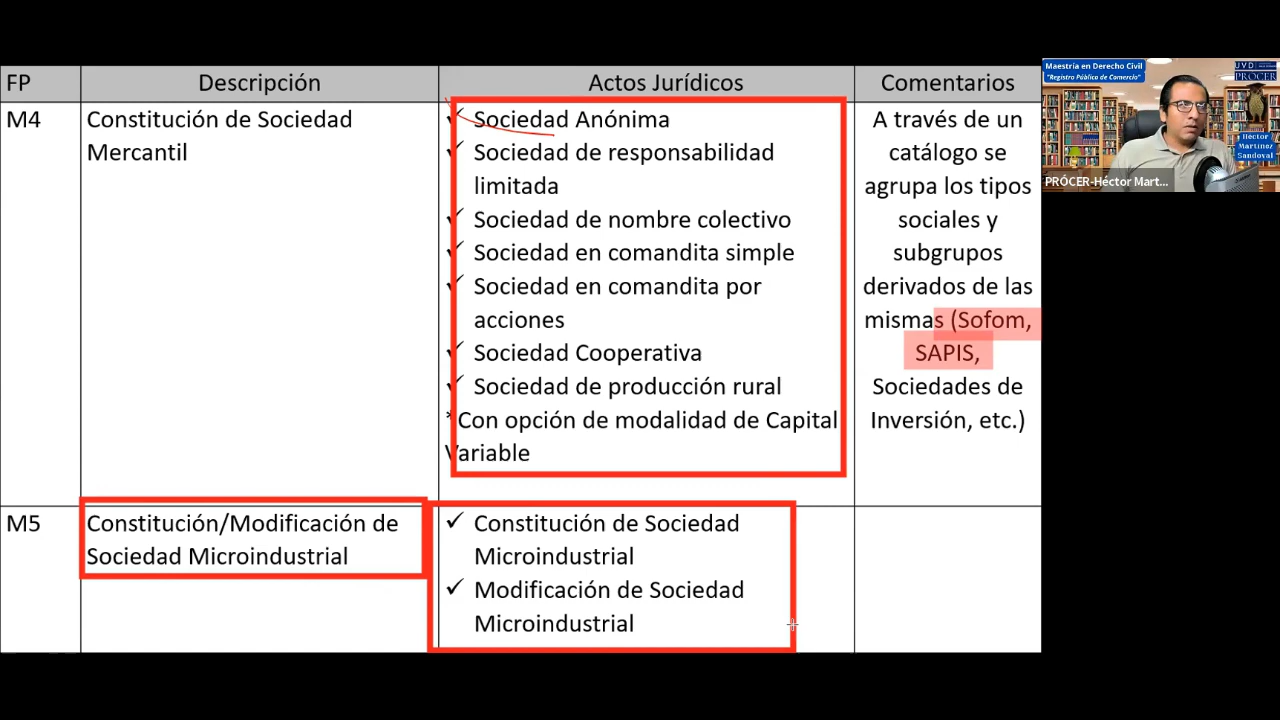 FP Descripción Actos Jurídicos Comentarios
M4 Constitución de Sociedad
Mercantil
✓ Sociedad Anónima
✓ Sociedad de responsabilidad
limitada
✓ Sociedad de nombre colectivo
✓ Sociedad en comandita simple
✓ Sociedad en comandita por
acciones
✓ Sociedad Cooperativa
✓ Sociedad de producción rural
*Con opción de modalidad de Capital
Variable
A través de un
catálogo se
agrupa los tipos
sociales y
subgrupos
derivados de las
mismas (Sofom,
SAPIS,
Sociedades de
Inversión, etc.)
M5 Constitución/Modificación de
Sociedad Microindustrial
✓ Constitución de Sociedad
Microindustrial
✓ Modificación de Sociedad
Microindustrial
Maestría en Derecho Civil
"Registro Público de Comercio"
UVD
PRÓCER
Héctor
Martínez
Sandoval
PRÓCER-Héctor Mart...